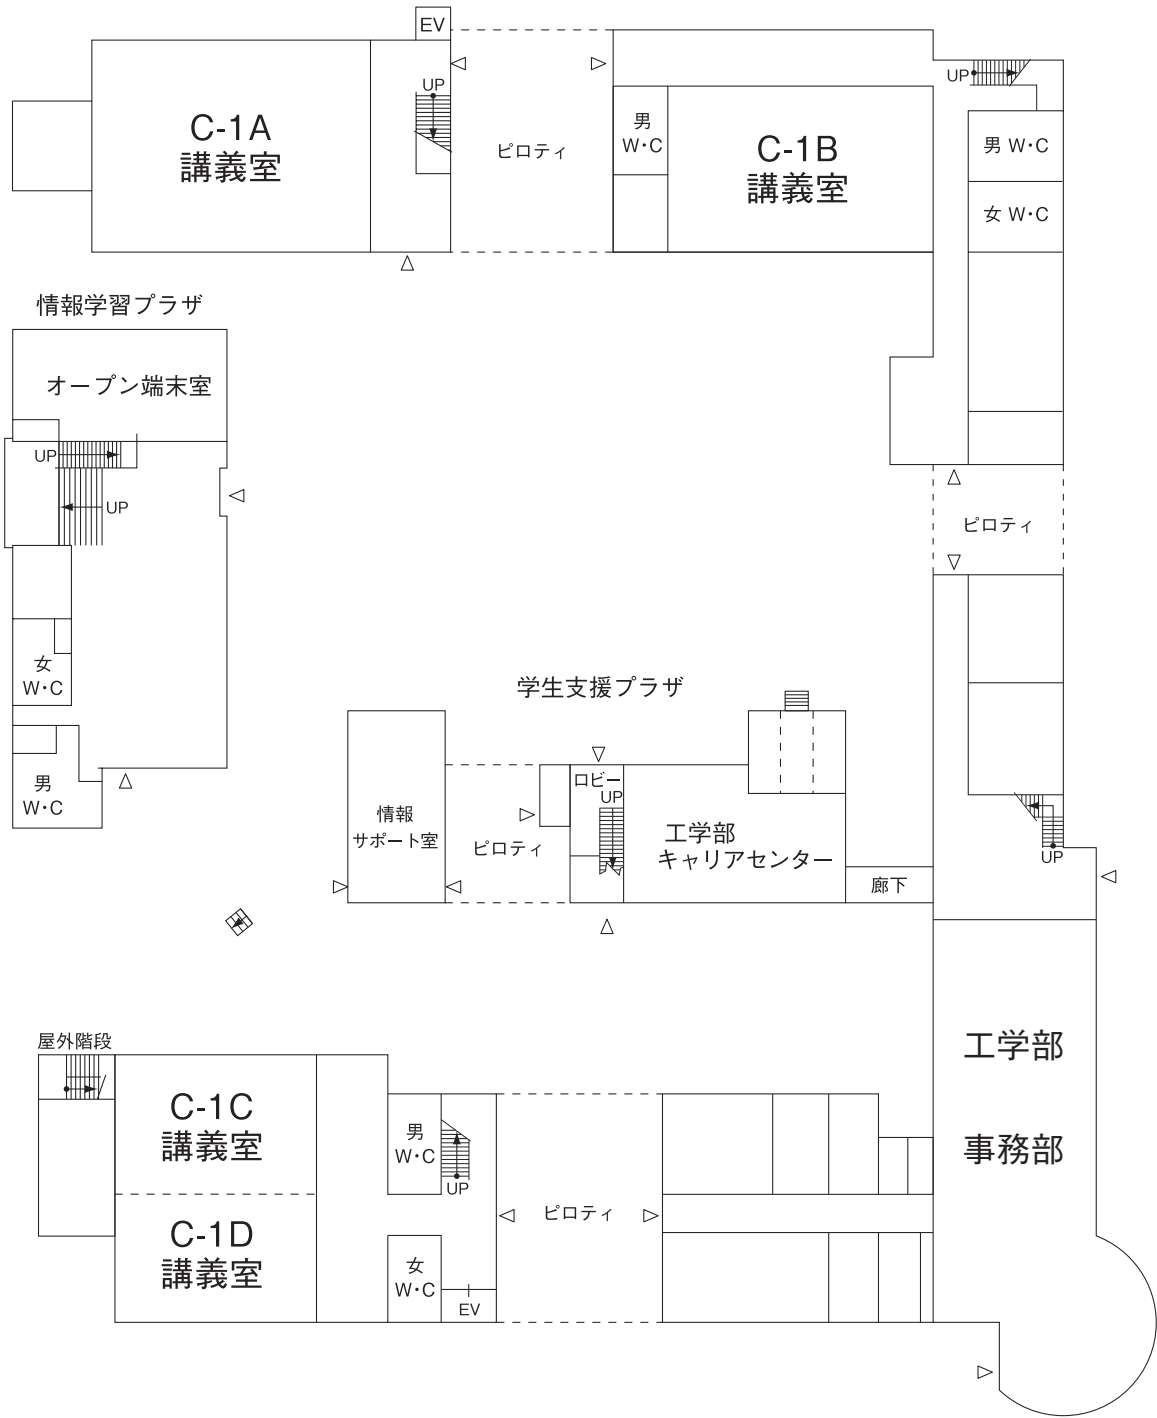 EV
UP
C-1A
講義室
ピロティ
男
W・C
C-1B
講義室
UP
男 W・C
女 W・C
情報学習プラザ
オープン端末室
UP
UP
女
W・C
男
W・C
ピロティ
学生支援プラザ
情報
サポート室
ピロティ
ロビー
UP
工学部
キャリアセンター
廊下
UP
屋外階段
C-1C
講義室
C-1D
講義室
男
W・C
UP
女
W・C
EV
ピロティ
工学部
事務部